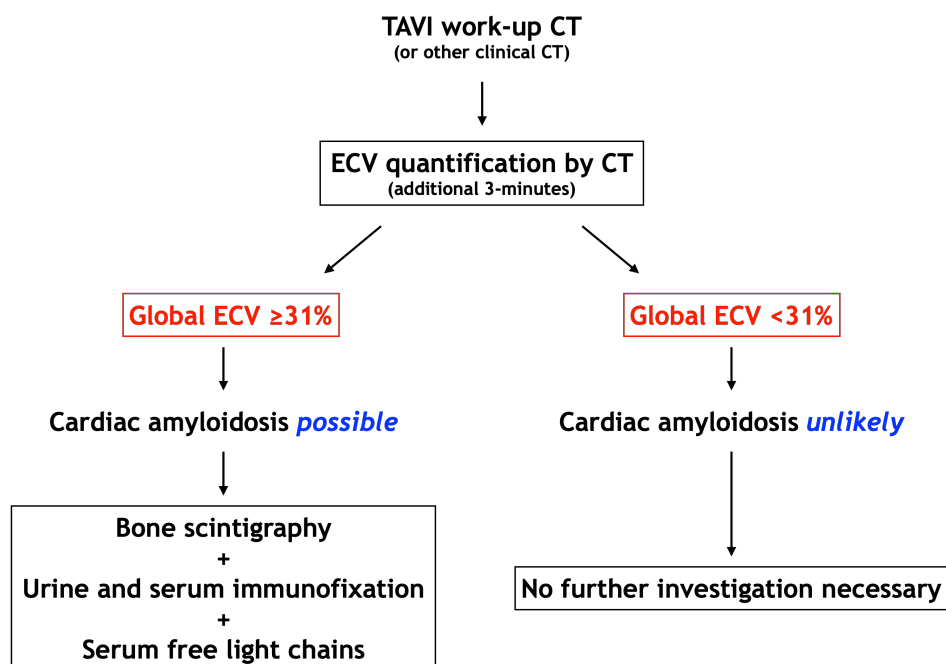 TAVI work-up CT
(or other clinical CT)
ECV quantification by CT
(additional 3-minutes)
Global ECV ≥31%
Global ECV <31%
Cardiac amyloidosis possible
Cardiac amyloidosis unlikely
Bone scintigraphy
+
Urine and serum immunofixation
+
Serum free light chains
No further investigation necessary